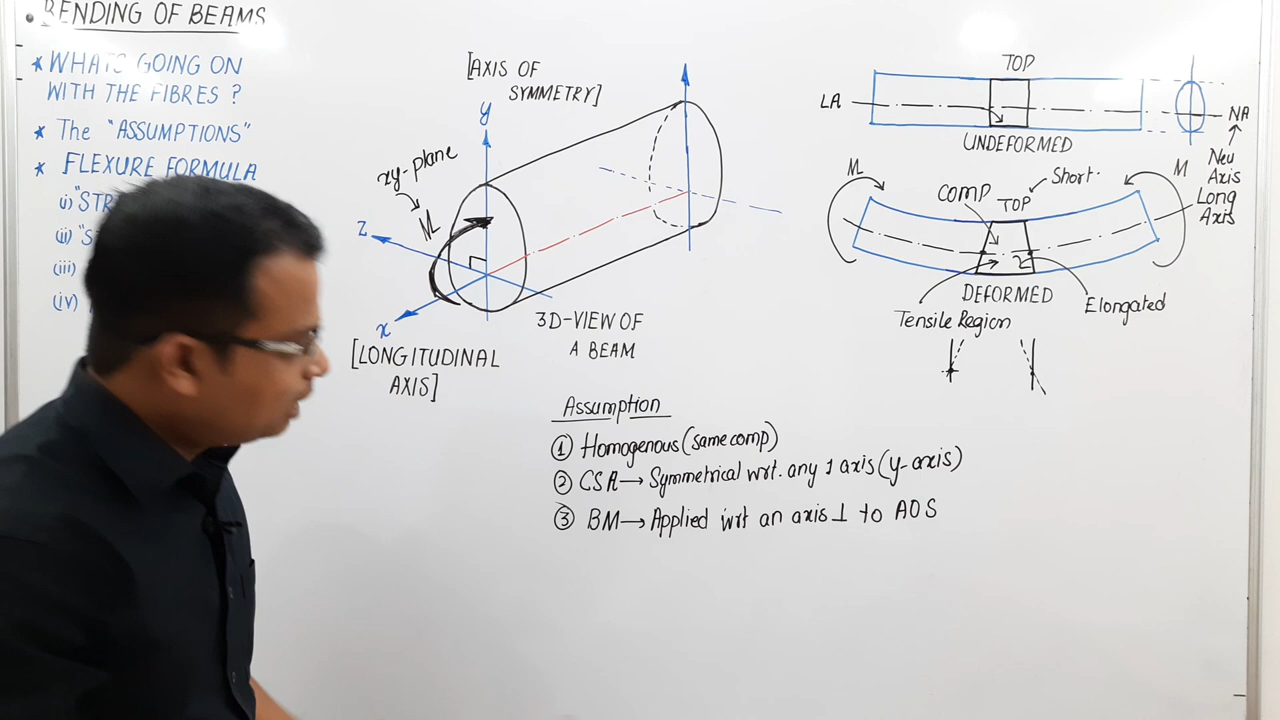 • BENDING OF BEAMS
* WHATS GOING ON
WITH THE FIBRES ?
* The "ASSUMPTIONS"
* FLEXURE FORMULA
i) "STR
(ii) "S
(iii)
(iv)
[AXIS OF
SYMMETRY]
y
xy-plane
M
z
x
[LONGITUDINAL
AXIS]
3D-VIEW OF
A BEAM
TOP
LA
NA
UNDEFORMED
Neu
Axis
M
M
Comp
TOP
Short.
Long
Axis
DEFORMED
Tensile Region
Elongated
Assumption
① Homogenous (same comp)
② CSA → Symmetrical wrt. any 1 axis (y-axis)
③ BM → Applied wrt an axis ⊥ to AOS